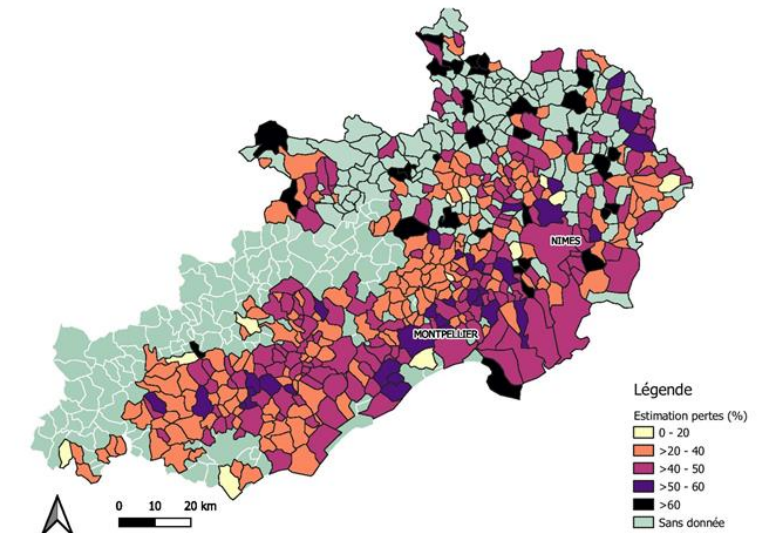 NIMES
MONTPELLIER
Légende
Estimation pertes (%)
0 - 20
>20 - 40
>40 - 50
>50 - 60
>60
Sans donnée
0 10 20 km